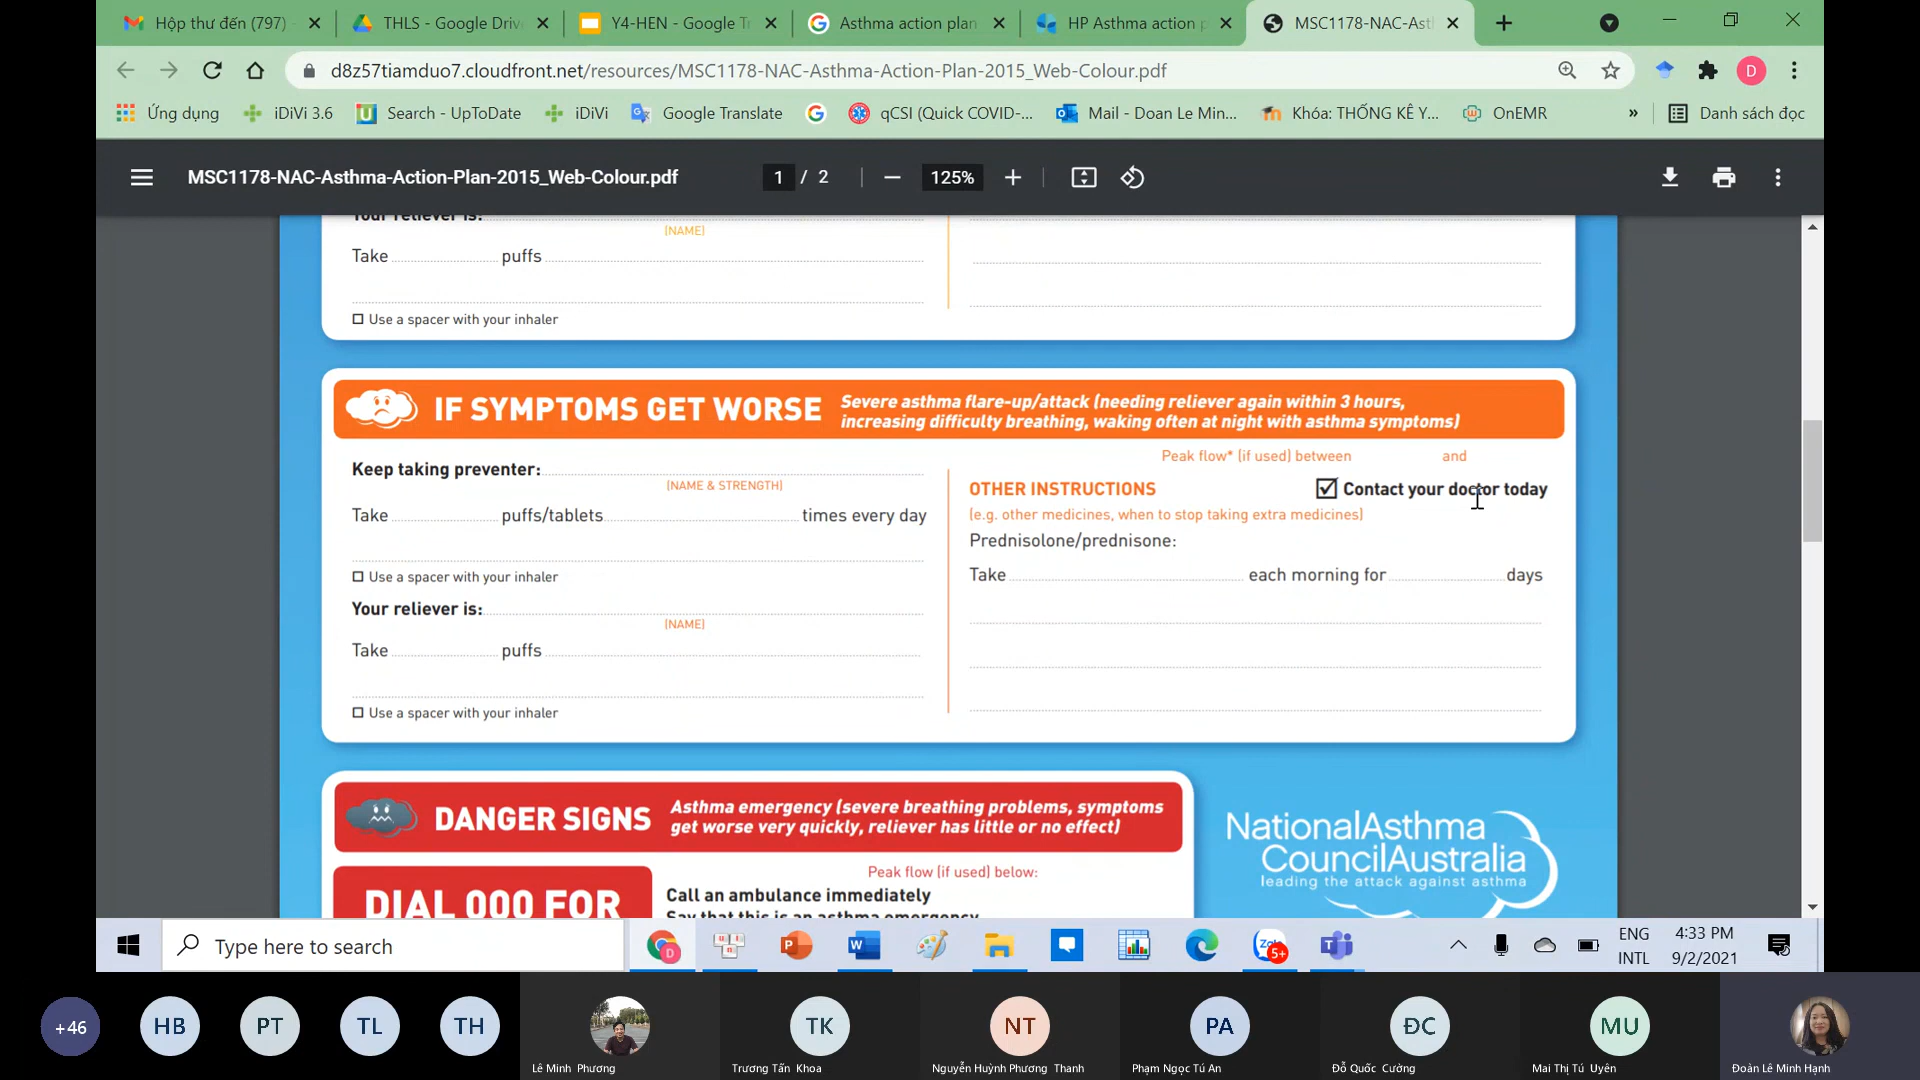 Hộp thư đến (797)
THLS - Google Driv
Y4-HEN - Google Tr
Asthma action plan
HP Asthma action p
MSC1178-NAC-Ast
d8z57tiamduo7.cloudfront.net/resources/MSC1178-NAC-Asthma-Action-Plan-2015_Web-Colour.pdf
D
Ứng dụng
iDiVi 3.6
Search - UpToDate
iDiVi
Google Translate
qCSI (Quick COVID-...
Mail - Doan Le Min...
Khóa: THỐNG KÊ Y...
OnEMR
»
Danh sách đọc
MSC1178-NAC-Asthma-Action-Plan-2015_Web-Colour.pdf
1 / 2
125%
Your reliever is:
(NAME)
Take puffs
Use a spacer with your inhaler
IF SYMPTOMS GET WORSE
Severe asthma flare-up/attack (needing reliever again within 3 hours,
increasing difficulty breathing, waking often at night with asthma symptoms)
Peak flow* (if used) between and
Keep taking preventer:
(NAME & STRENGTH)
Take puffs/tablets times every day
Use a spacer with your inhaler
Your reliever is:
(NAME)
Take puffs
Use a spacer with your inhaler
OTHER INSTRUCTIONS
Contact your doctor today
(e.g. other medicines, when to stop taking extra medicines)
Prednisolone/prednisone:
Take each morning for days
DANGER SIGNS
Asthma emergency (severe breathing problems, symptoms
get worse very quickly, reliever has little or no effect)
Peak flow (if used) below:
DIAL 000 FOR
Call an ambulance immediately
Say that this is an asthma emergency
NationalAsthma
CouncilAustralia
leading the attack against asthma
Type here to search
D
5+
ENG
INTL
4:33 PM
9/2/2021
+46
HB
PT
TL
TH
Lê Minh Phương
TK
Trương Tấn Khoa
NT
Nguyễn Huỳnh Phương Thanh
PA
Phạm Ngọc Tú An
ĐC
Đỗ Quốc Cường
MU
Mai Thị Tú Uyên
Đoàn Lê Minh Hạnh